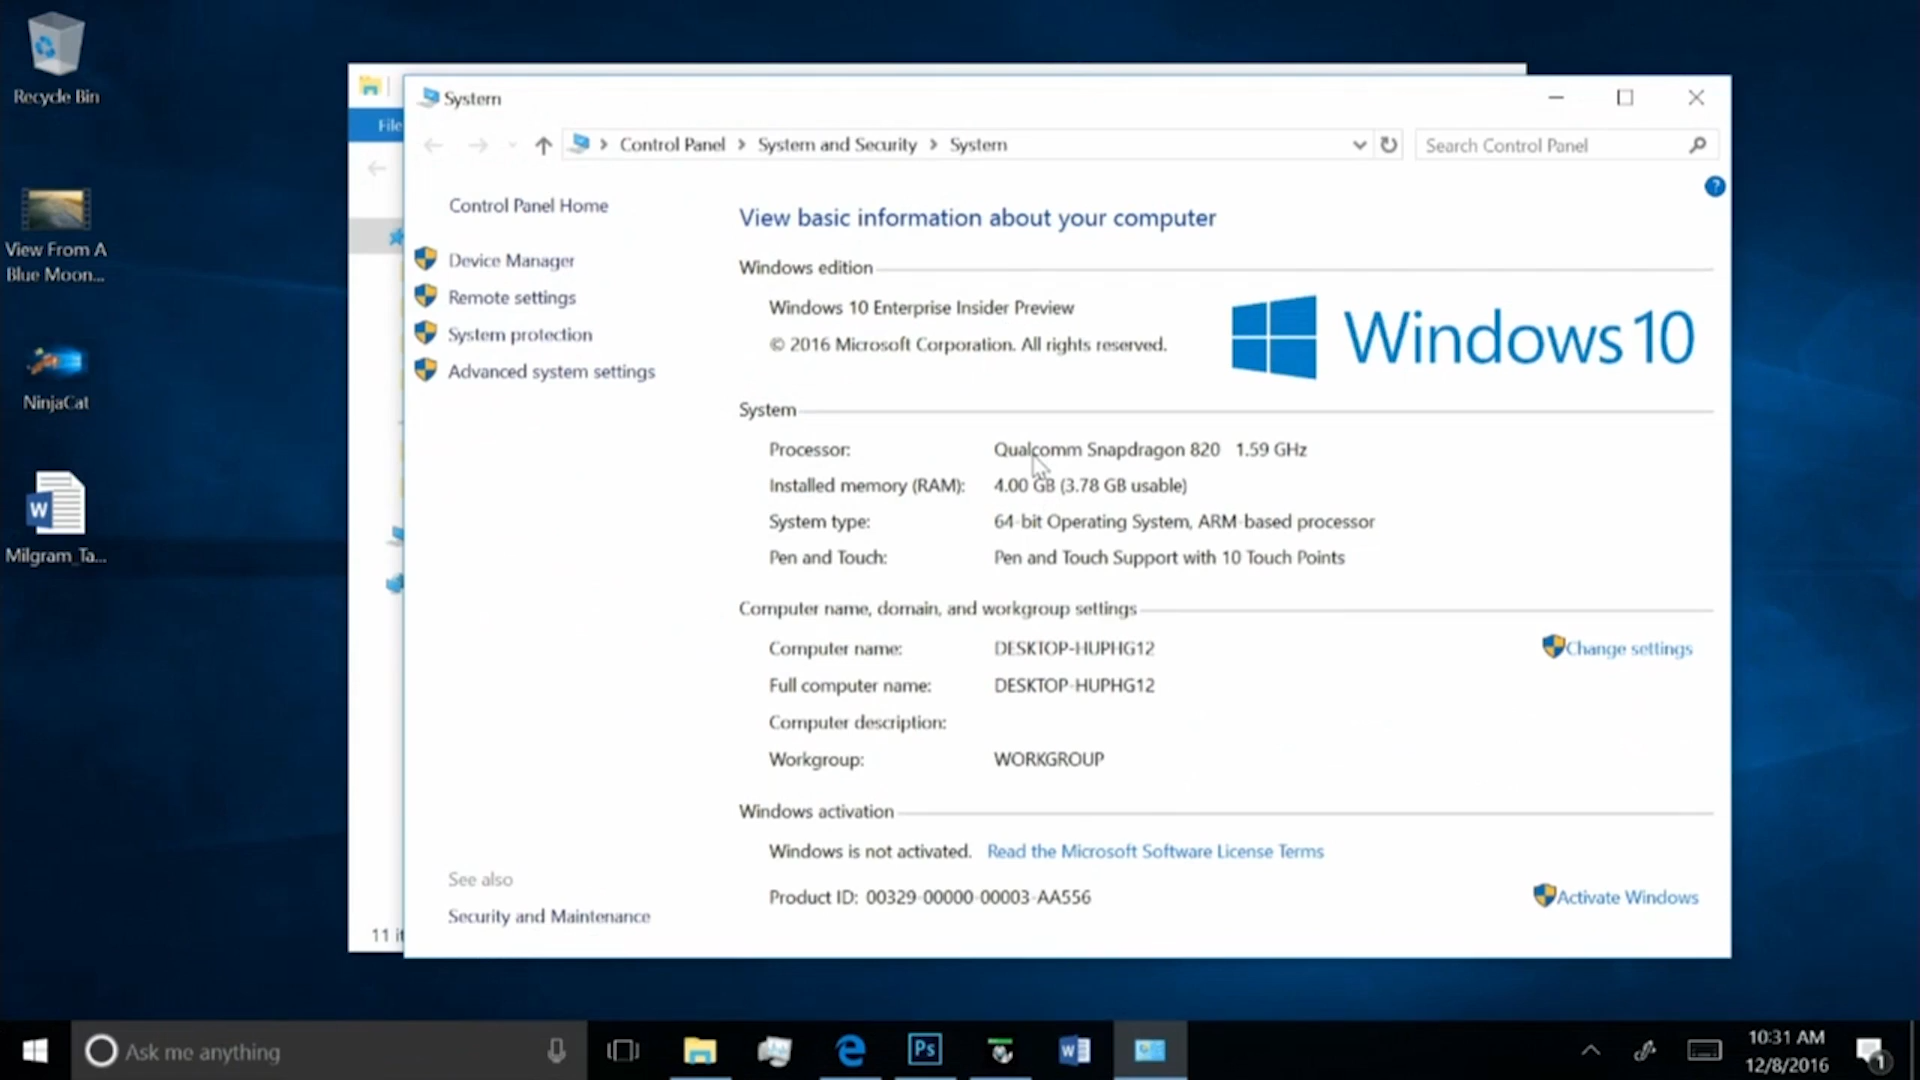 Recycle Bin
View From A
Blue Moon...
NinjaCat
Milgram_Ta...
File
11 it
System
Control Panel
System and Security
System
Search Control Panel
Control Panel Home
Device Manager
Remote settings
System protection
Advanced system settings
See also
Security and Maintenance
?
View basic information about your computer
Windows edition
Windows 10 Enterprise Insider Preview
© 2016 Microsoft Corporation. All rights reserved.
Windows 10
System
Processor: Qualcomm Snapdragon 820 1.59 GHz
Installed memory (RAM): 4.00 GB (3.78 GB usable)
System type: 64-bit Operating System, ARM-based processor
Pen and Touch: Pen and Touch Support with 10 Touch Points
Computer name, domain, and workgroup settings
Computer name: DESKTOP-HUPHG12
Change settings
Full computer name: DESKTOP-HUPHG12
Computer description:
Workgroup: WORKGROUP
Windows activation
Windows is not activated. Read the Microsoft Software License Terms
Product ID: 00329-00000-00003-AA556
Activate Windows
Ask me anything
Ps
W
10:31 AM
12/8/2016
1